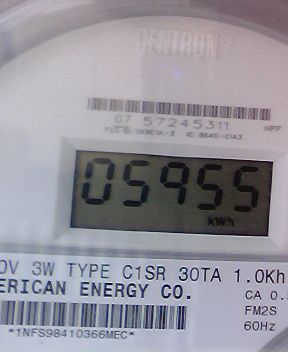 CENTRON
07 57245311
HPP
05955
kWh
0V 3W TYPE C1SR 30TA 1.0Kh
ERICAN ENERGY CO.
CA 0.
FM2S
60Hz
*1NFS98410366MEC*